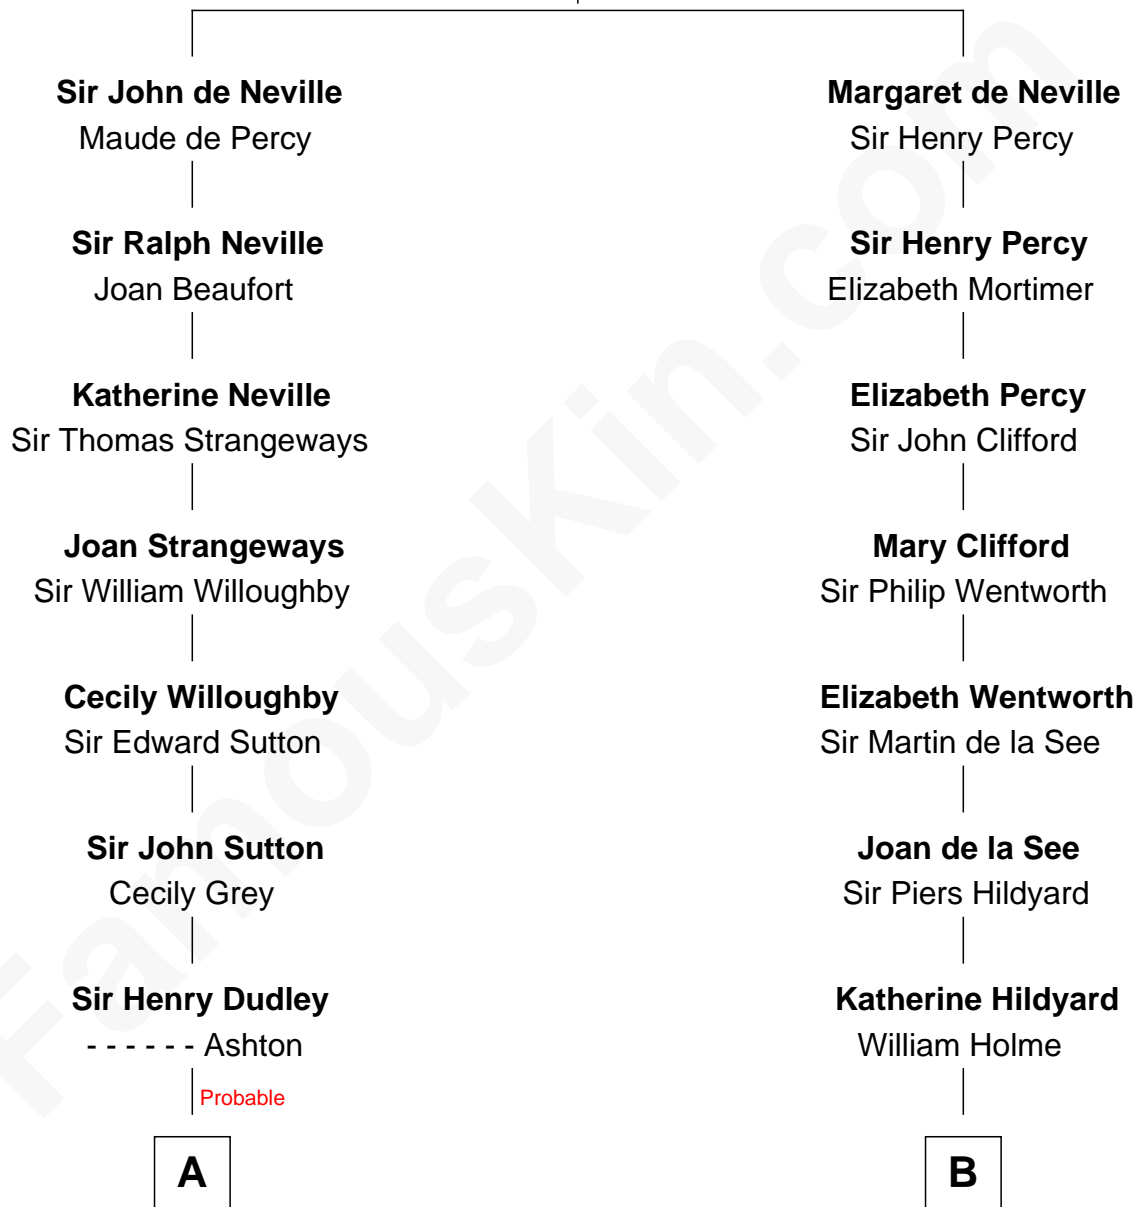 Sir John de Neville
Maude de Percy
Sir Ralph Neville
Joan Beaufort
Katherine Neville
Sir Thomas Strangeways
Joan Strangeways
Sir William Willoughby
Cecily Willoughby
Sir Edward Sutton
Sir John Sutton
Cecily Grey
Sir Henry Dudley
- - - - - - Ashton
Probable
A
Margaret de Neville
Sir Henry Percy
Sir Henry Percy
Elizabeth Mortimer
Elizabeth Percy
Sir John Clifford
Mary Clifford
Sir Philip Wentworth
Elizabeth Wentworth
Sir Martin de la See
Joan de la See
Sir Piers Hildyard
Katherine Hildyard
William Holme
B
FamousKin.com